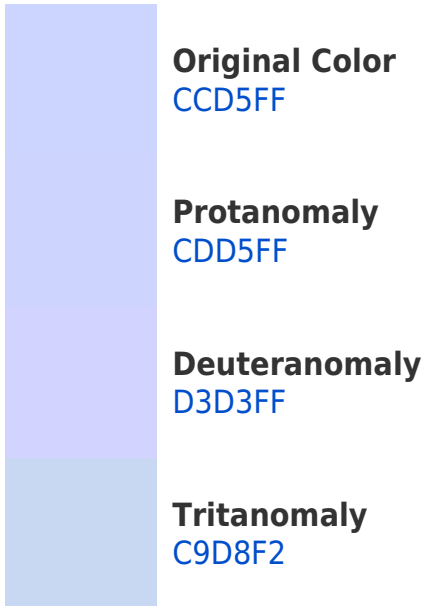 Original Color
CCD5FF
Protanomaly
CDD5FF
Deuteranomaly
D3D3FF
Tritanomaly
C9D8F2